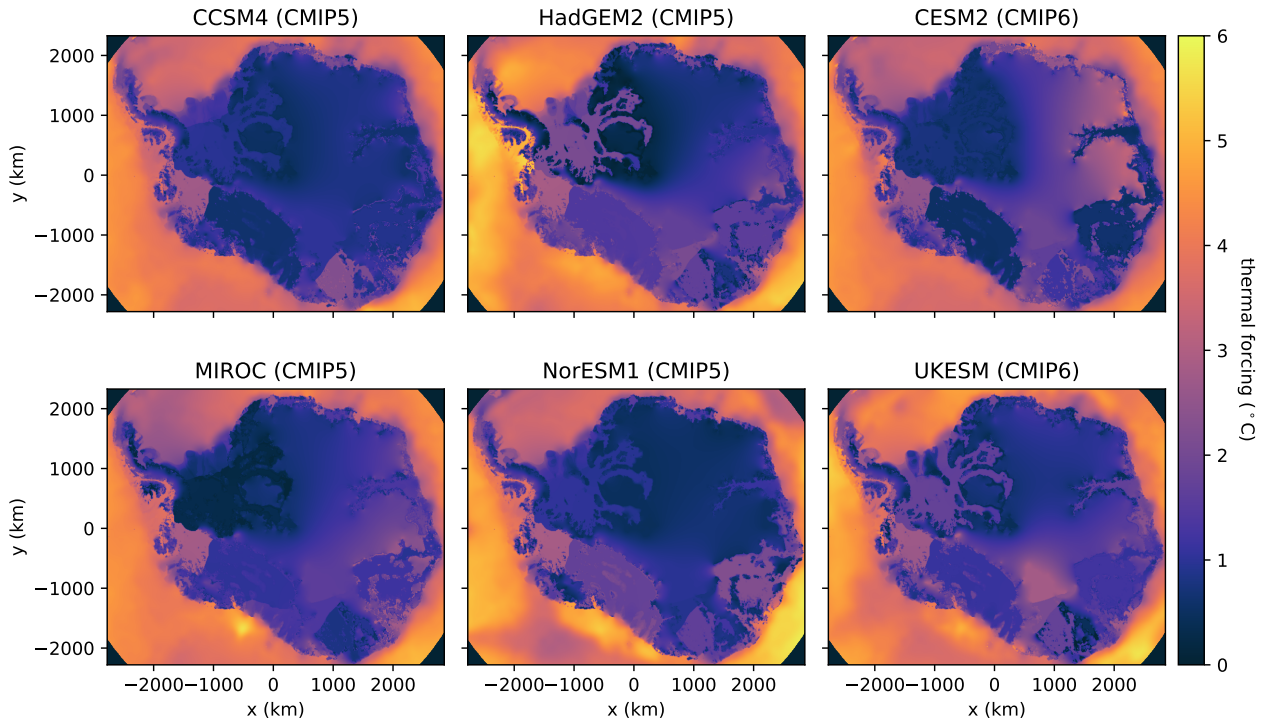 CCSM4 (CMIP5)
HadGEM2 (CMIP5)
CESM2 (CMIP6)
2000
1000
0
−1000
−2000
y (km)
MIROC (CMIP5)
NorESM1 (CMIP5)
UKESM (CMIP6)
2000
1000
0
−1000
−2000
y (km)
−2000 −1000 0 1000 2000
−2000 −1000 0 1000 2000
−2000 −1000 0 1000 2000
x (km)
x (km)
x (km)
6
5
4
3
2
1
0
thermal forcing (°C)